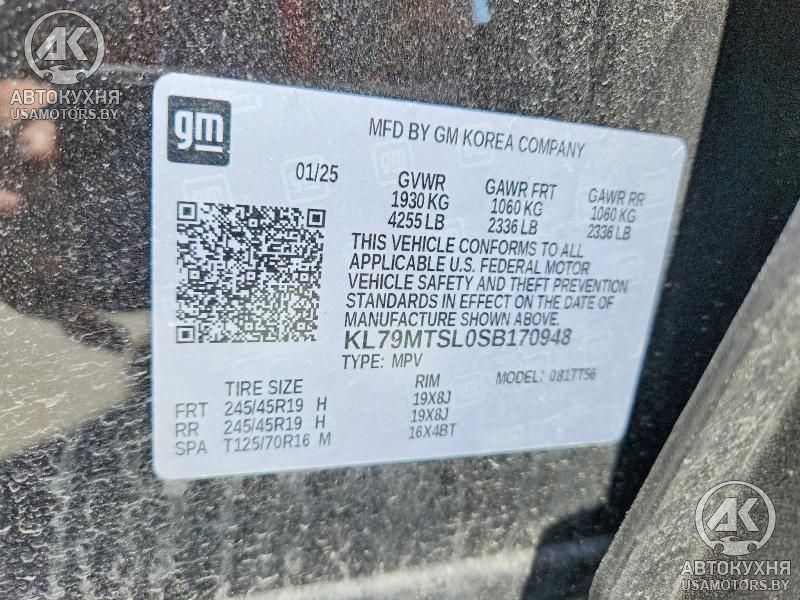 AK
АВТОКУХНЯ
USAMOTORS.BY
gm
MFD BY GM KOREA COMPANY
01/25
GVWR GAWR FRT GAWR RR
1930 KG 1060 KG 1060 KG
4255 LB 2336 LB 2336 LB
THIS VEHICLE CONFORMS TO ALL
APPLICABLE U.S. FEDERAL MOTOR
VEHICLE SAFETY AND THEFT PREVENTION
STANDARDS IN EFFECT ON THE DATE OF
MANUFACTURE SHOWN ABOVE.
KL79MTSL0SB170948
TYPE: MPV MODEL: 081TT56
TIRE SIZE RIM
FRT 245/45R19 H 19X8J
RR 245/45R19 H 19X8J
SPA T125/70R16 M 16X4BT
AK
АВТОКУХНЯ
USAMOTORS.BY